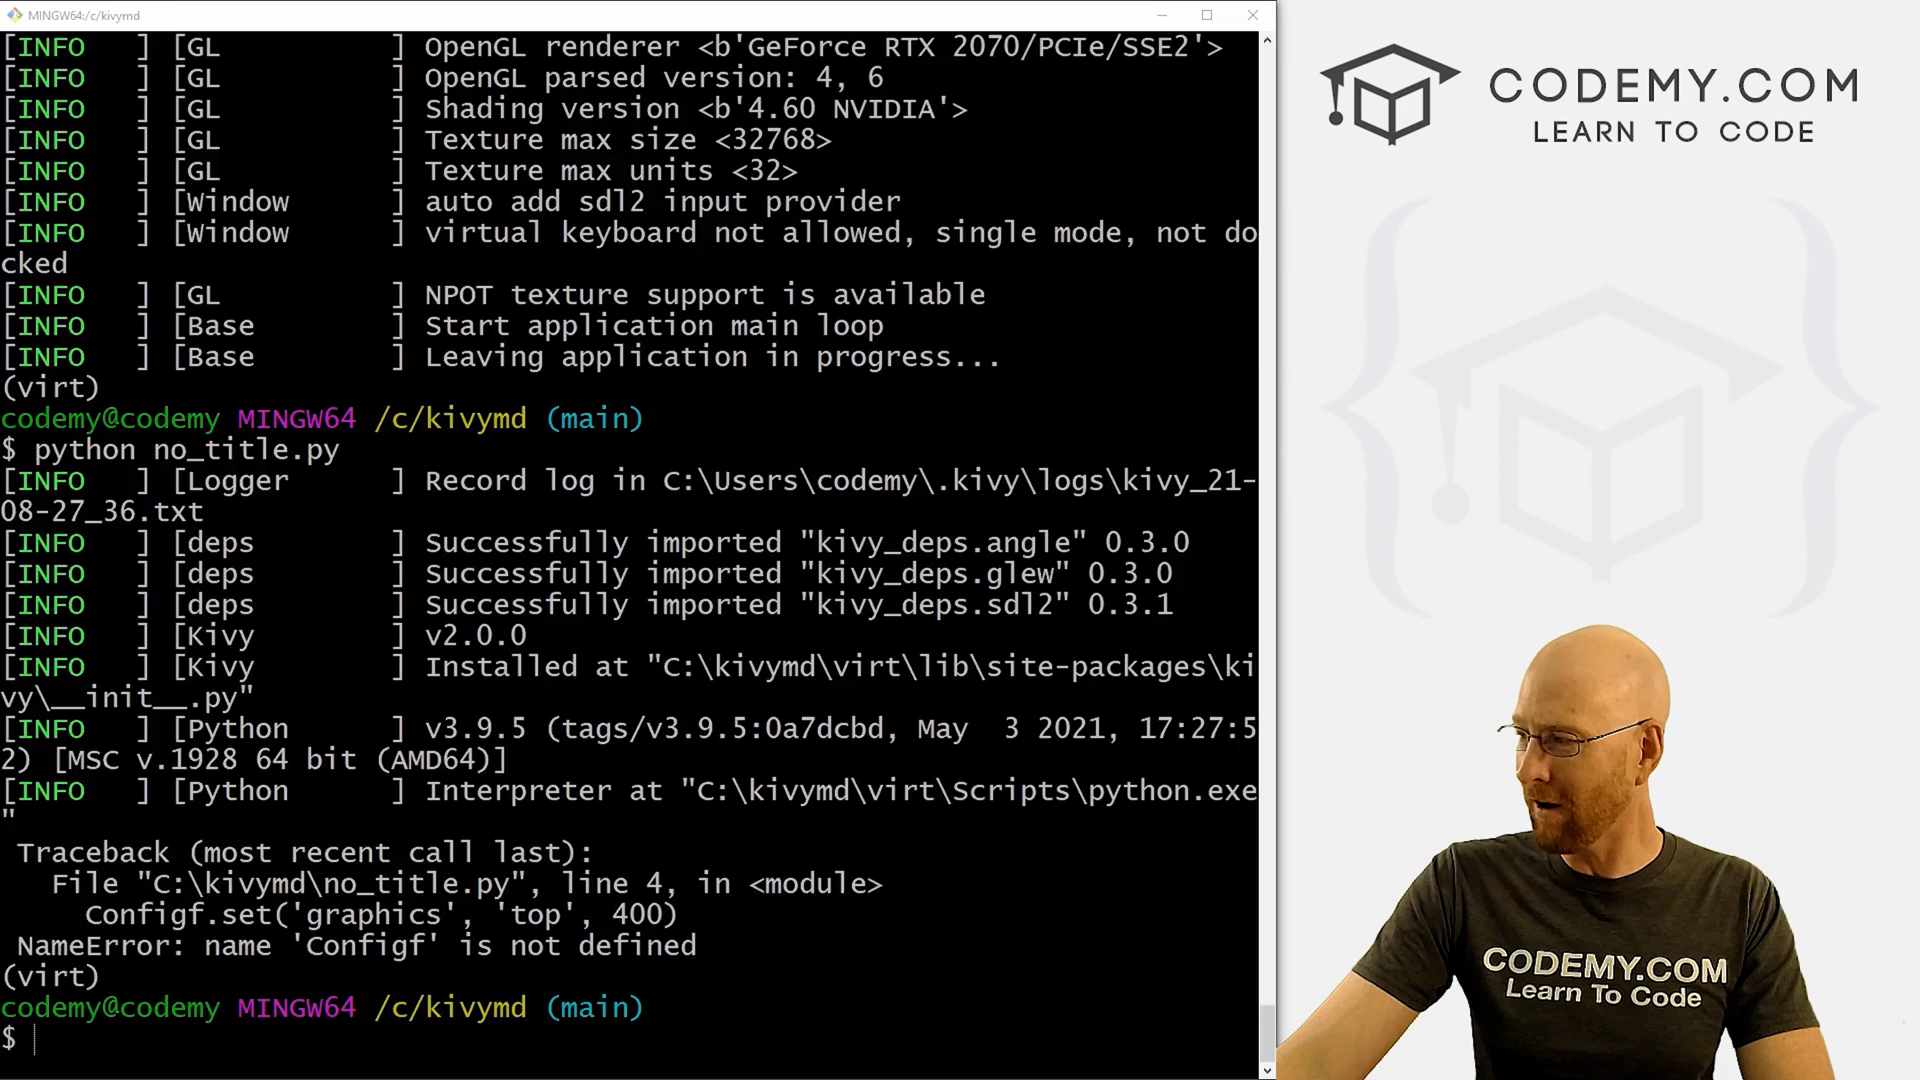 MINGW64:/c/kivymd
[INFO   ] [GL          ] OpenGL renderer <b'GeForce RTX 2070/PCIe/SSE2'>
[INFO   ] [GL          ] OpenGL parsed version: 4, 6
[INFO   ] [GL          ] Shading version <b'4.60 NVIDIA'>
[INFO   ] [GL          ] Texture max size <32768>
[INFO   ] [GL          ] Texture max units <32>
[INFO   ] [Window      ] auto add sdl2 input provider
[INFO   ] [Window      ] virtual keyboard not allowed, single mode, not do
cked
[INFO   ] [GL          ] NPOT texture support is available
[INFO   ] [Base        ] Start application main loop
[INFO   ] [Base        ] Leaving application in progress...
(virt)
codemy@codemy MINGW64 /c/kivymd (main)
$ python no_title.py
[INFO   ] [Logger      ] Record log in C:\Users\codemy\.kivy\logs\kivy_21-
08-27_36.txt
[INFO   ] [deps        ] Successfully imported "kivy_deps.angle" 0.3.0
[INFO   ] [deps        ] Successfully imported "kivy_deps.glew" 0.3.0
[INFO   ] [deps        ] Successfully imported "kivy_deps.sdl2" 0.3.1
[INFO   ] [Kivy        ] v2.0.0
[INFO   ] [Kivy        ] Installed at "C:\kivymd\virt\lib\site-packages\ki
vy\__init__.py"
[INFO   ] [Python      ] v3.9.5 (tags/v3.9.5:0a7dcbd, May  3 2021, 17:27:5
2) [MSC v.1928 64 bit (AMD64)]
[INFO   ] [Python      ] Interpreter at "C:\kivymd\virt\Scripts\python.exe
"
 Traceback (most recent call last):
   File "C:\kivymd\no_title.py", line 4, in <module>
     Configf.set('graphics', 'top', 400)
 NameError: name 'Configf' is not defined
(virt)
codemy@codemy MINGW64 /c/kivymd (main)
$
CODEMY.COM
LEARN TO CODE
CODEMY.COM
Learn To Code